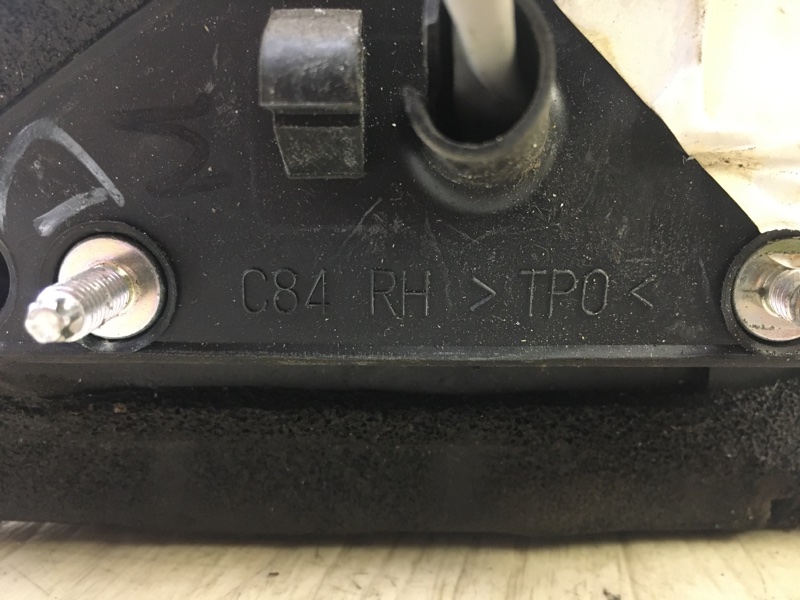 C84 RH > TPO <